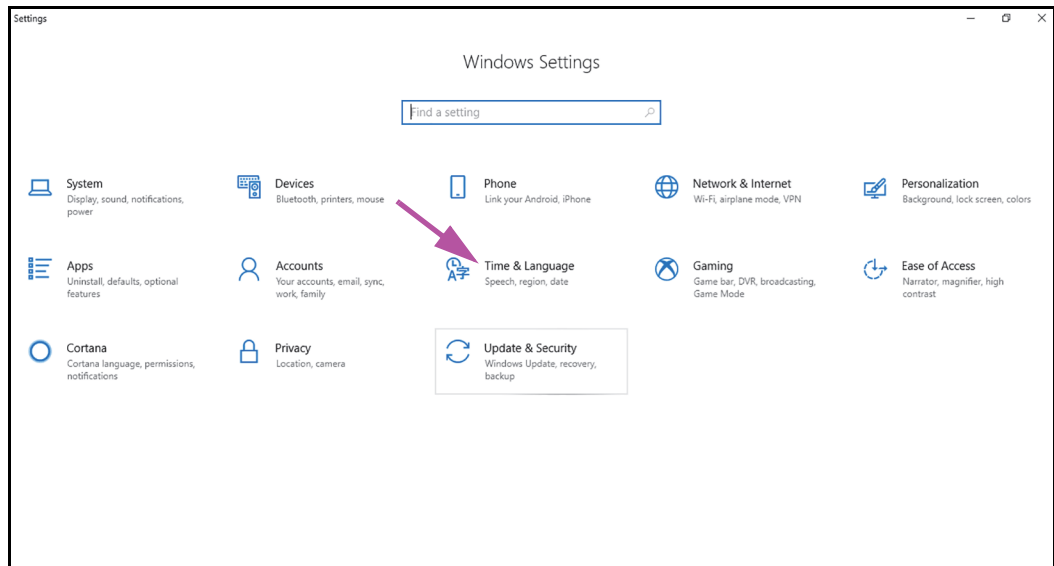 Settings
Windows Settings
Find a setting
System
Display, sound, notifications,
power
Devices
Bluetooth, printers, mouse
Phone
Link your Android, iPhone
Network & Internet
Wi-Fi, airplane mode, VPN
Personalization
Background, lock screen, colors
Apps
Uninstall, defaults, optional
features
Accounts
Your accounts, email, sync,
work, family
Time & Language
Speech, region, date
Gaming
Game bar, DVR, broadcasting,
Game Mode
Ease of Access
Narrator, magnifier, high
contrast
Cortana
Cortana language, permissions,
notifications
Privacy
Location, camera
Update & Security
Windows Update, recovery,
backup